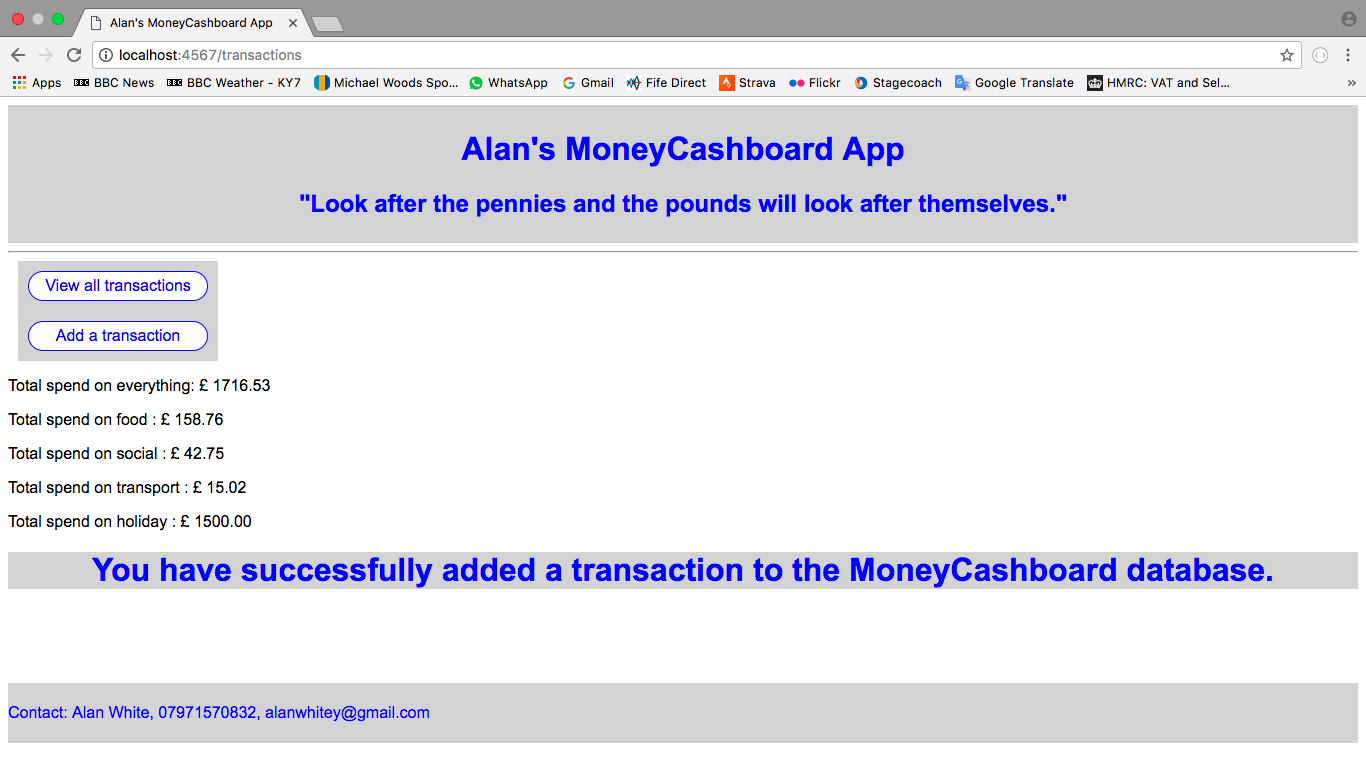 Alan's MoneyCashboard App
localhost:4567/transactions
Apps BBC News BBC Weather - KY7 Michael Woods Spo... WhatsApp Gmail Fife Direct Strava Flickr Stagecoach Google Translate HMRC: VAT and Sel... »
Alan's MoneyCashboard App
"Look after the pennies and the pounds will look after themselves."
View all transactions
Add a transaction
Total spend on everything: £ 1716.53
Total spend on food : £ 158.76
Total spend on social : £ 42.75
Total spend on transport : £ 15.02
Total spend on holiday : £ 1500.00
You have successfully added a transaction to the MoneyCashboard database.
Contact: Alan White, 07971570832, alanwhitey@gmail.com